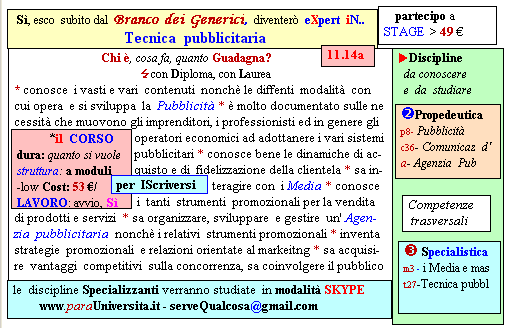 Sì, esco subito dal Branco dei Generici, diventerò eXpert iN..
Tecnica pubblicitaria
partecipo a
STAGE > 49 €
11.14a
Chi è, cosa fa, quanto Guadagna?
con Diploma, con Laurea
* conosce i vasti e vari contenuti nonchè le diffenti modalità con
cui opera e si sviluppa la Pubblicità * è molto documentato sulle ne
cessità che muovono gli imprenditori, i professionisti ed in genere gli
operatori economici ad adottanere i vari sistemi
pubblicitari * conosce bene le dinamiche di ac-
quisto e di fidelizzazione della clientela * sa in-
teragire con i Media * conosce
i tanti strumenti promozionali per la vendita
di prodotti e servizi * sa organizzare, sviluppare e gestire un' Agen-
zia pubblicitaria nonchè i relativi strumenti promozionali * inventa
strategie promozionali e relazioni orientate al markeitng * sa acquisi-
re vantaggi competitivi sulla concorrenza, sa coinvolgere il pubblico
*il CORSO
dura: quanto si vuole
struttura: a moduli
-low Cost: 53 €/
LAVORO: avvio, Sì
per IScriversi
le discipline Specializzanti verranno studiate in modalità SKYPE
www.paraUniversita.it - serveQualcosa@gmail.com
Discipline
da conoscere
e da studiare
2 Propedeutica
p8- Pubblicità
c36- Comunicaz d'
a- Agenzia Pub
Competenze
trasversali
3 Specialistica
m3 - i Media e mas
t27-Tecnica pubbl